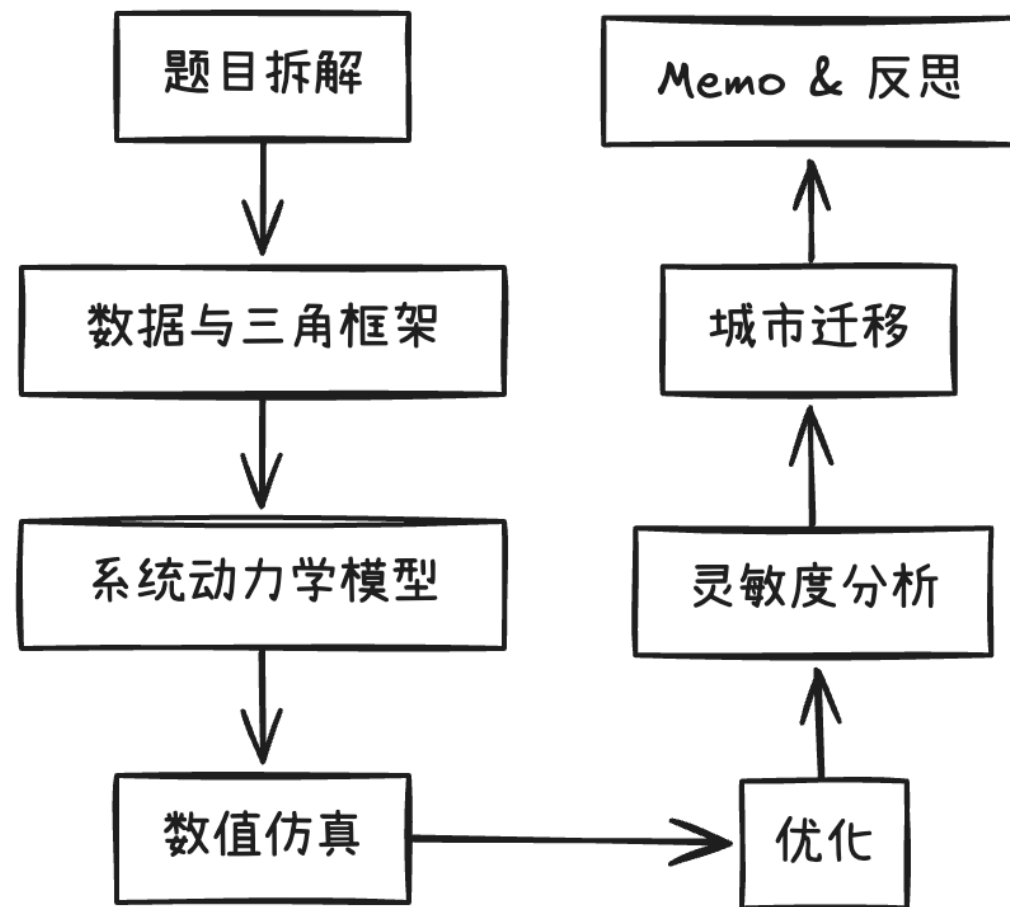 题目拆解
数据与三角框架
系统动力学模型
数值仿真
优化
灵敏度分析
城市迁移
Memo & 反思